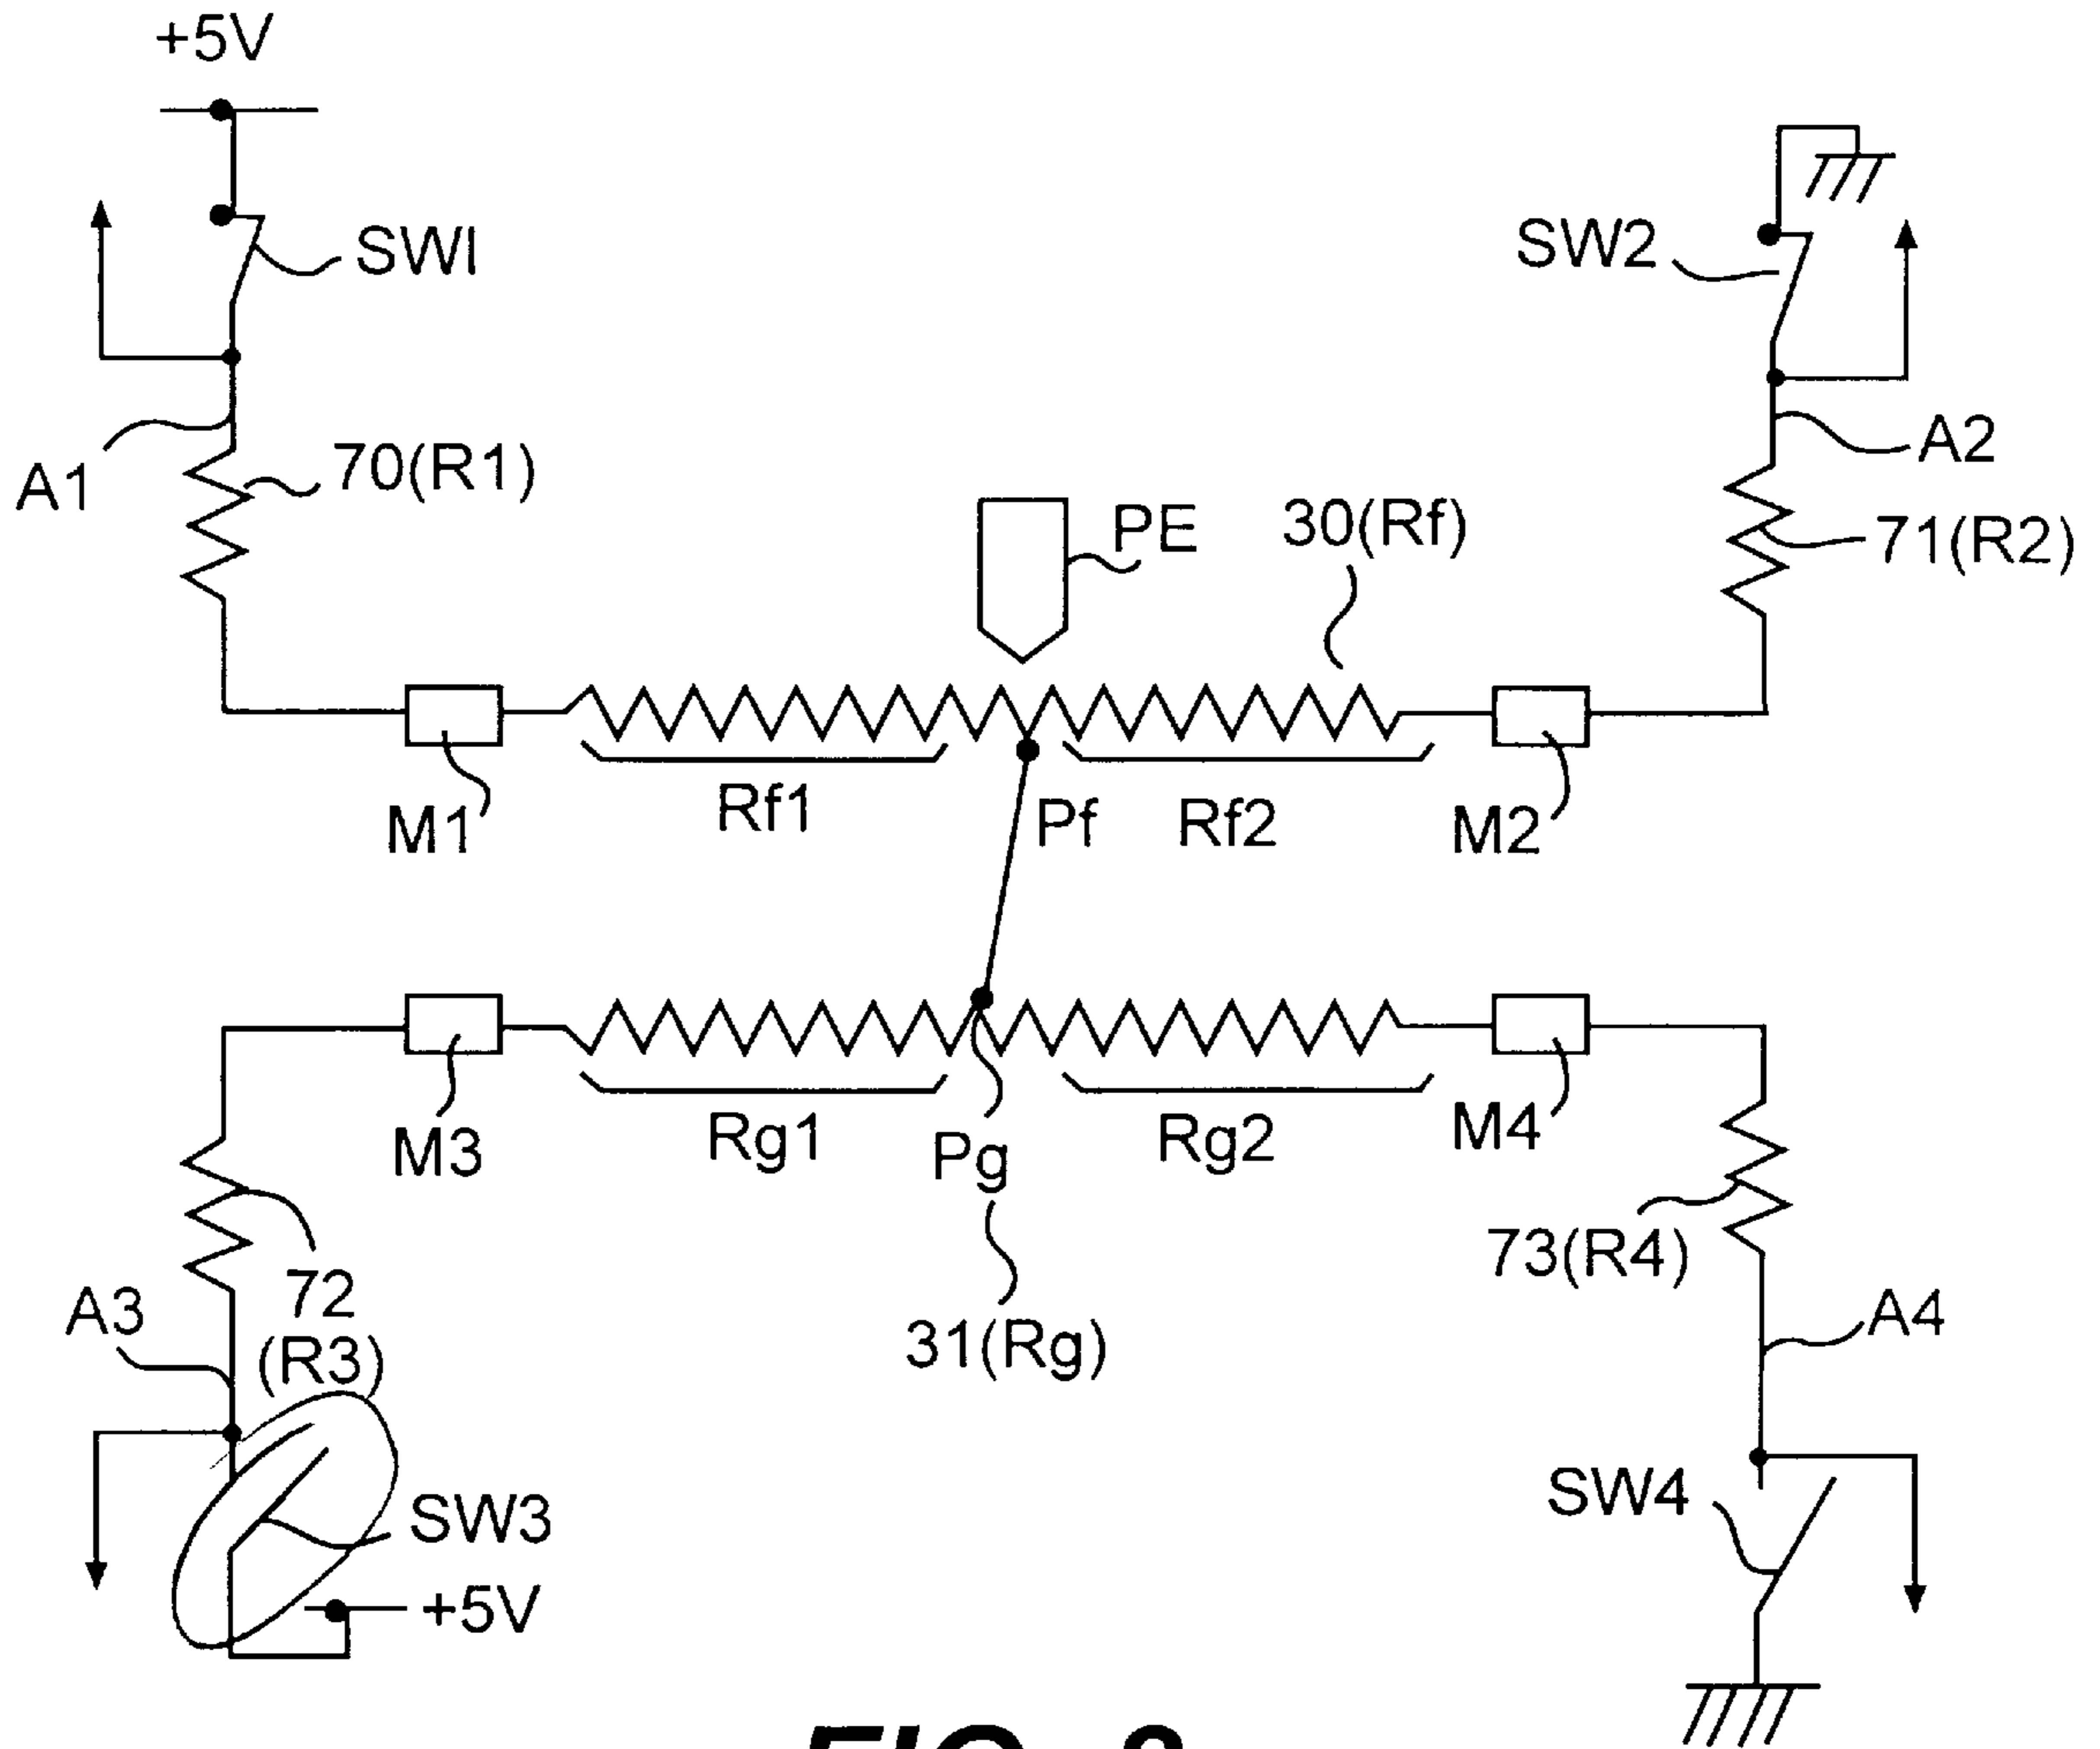 +5V
SW1
SW2
A1
70(R1)
A2
PE
30(Rf)
71(R2)
M1
Rf1
Pf
Rf2
M2
M3
Rg1
Pg
Rg2
M4
72
(R3)
73(R4)
A3
31(Rg)
A4
SW3
SW4
+5V